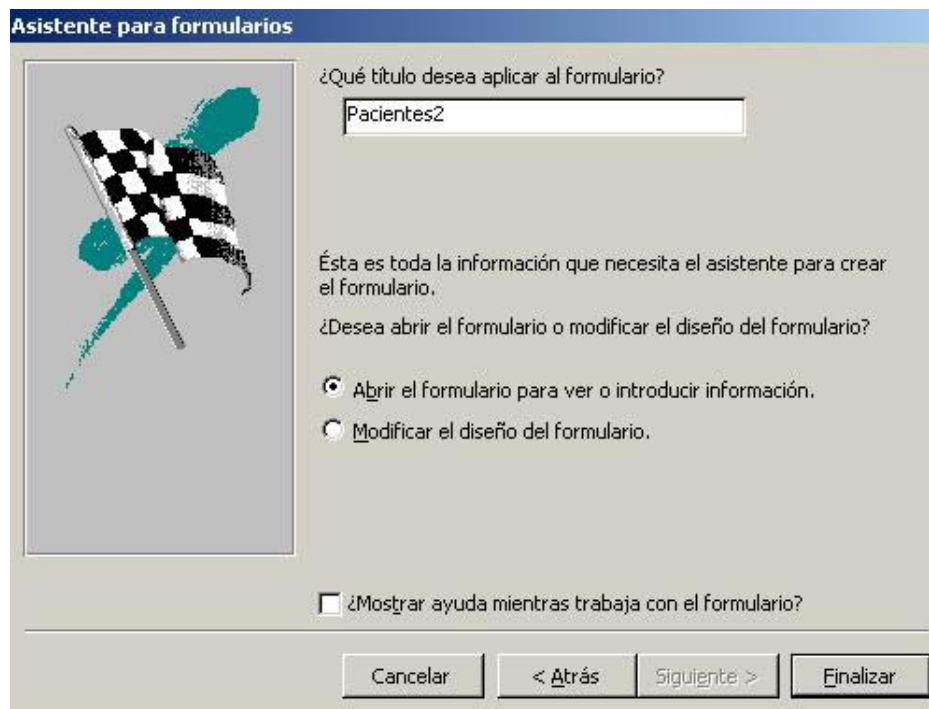 Asistente para formularios
¿Qué título desea aplicar al formulario?
Pacientes2
Ésta es toda la información que necesita el asistente para crear
el formulario.
¿Desea abrir el formulario o modificar el diseño del formulario?
Abrir el formulario para ver o introducir información.
Modificar el diseño del formulario.
¿Mostrar ayuda mientras trabaja con el formulario?
Cancelar < Atrás Siguiente > Finalizar